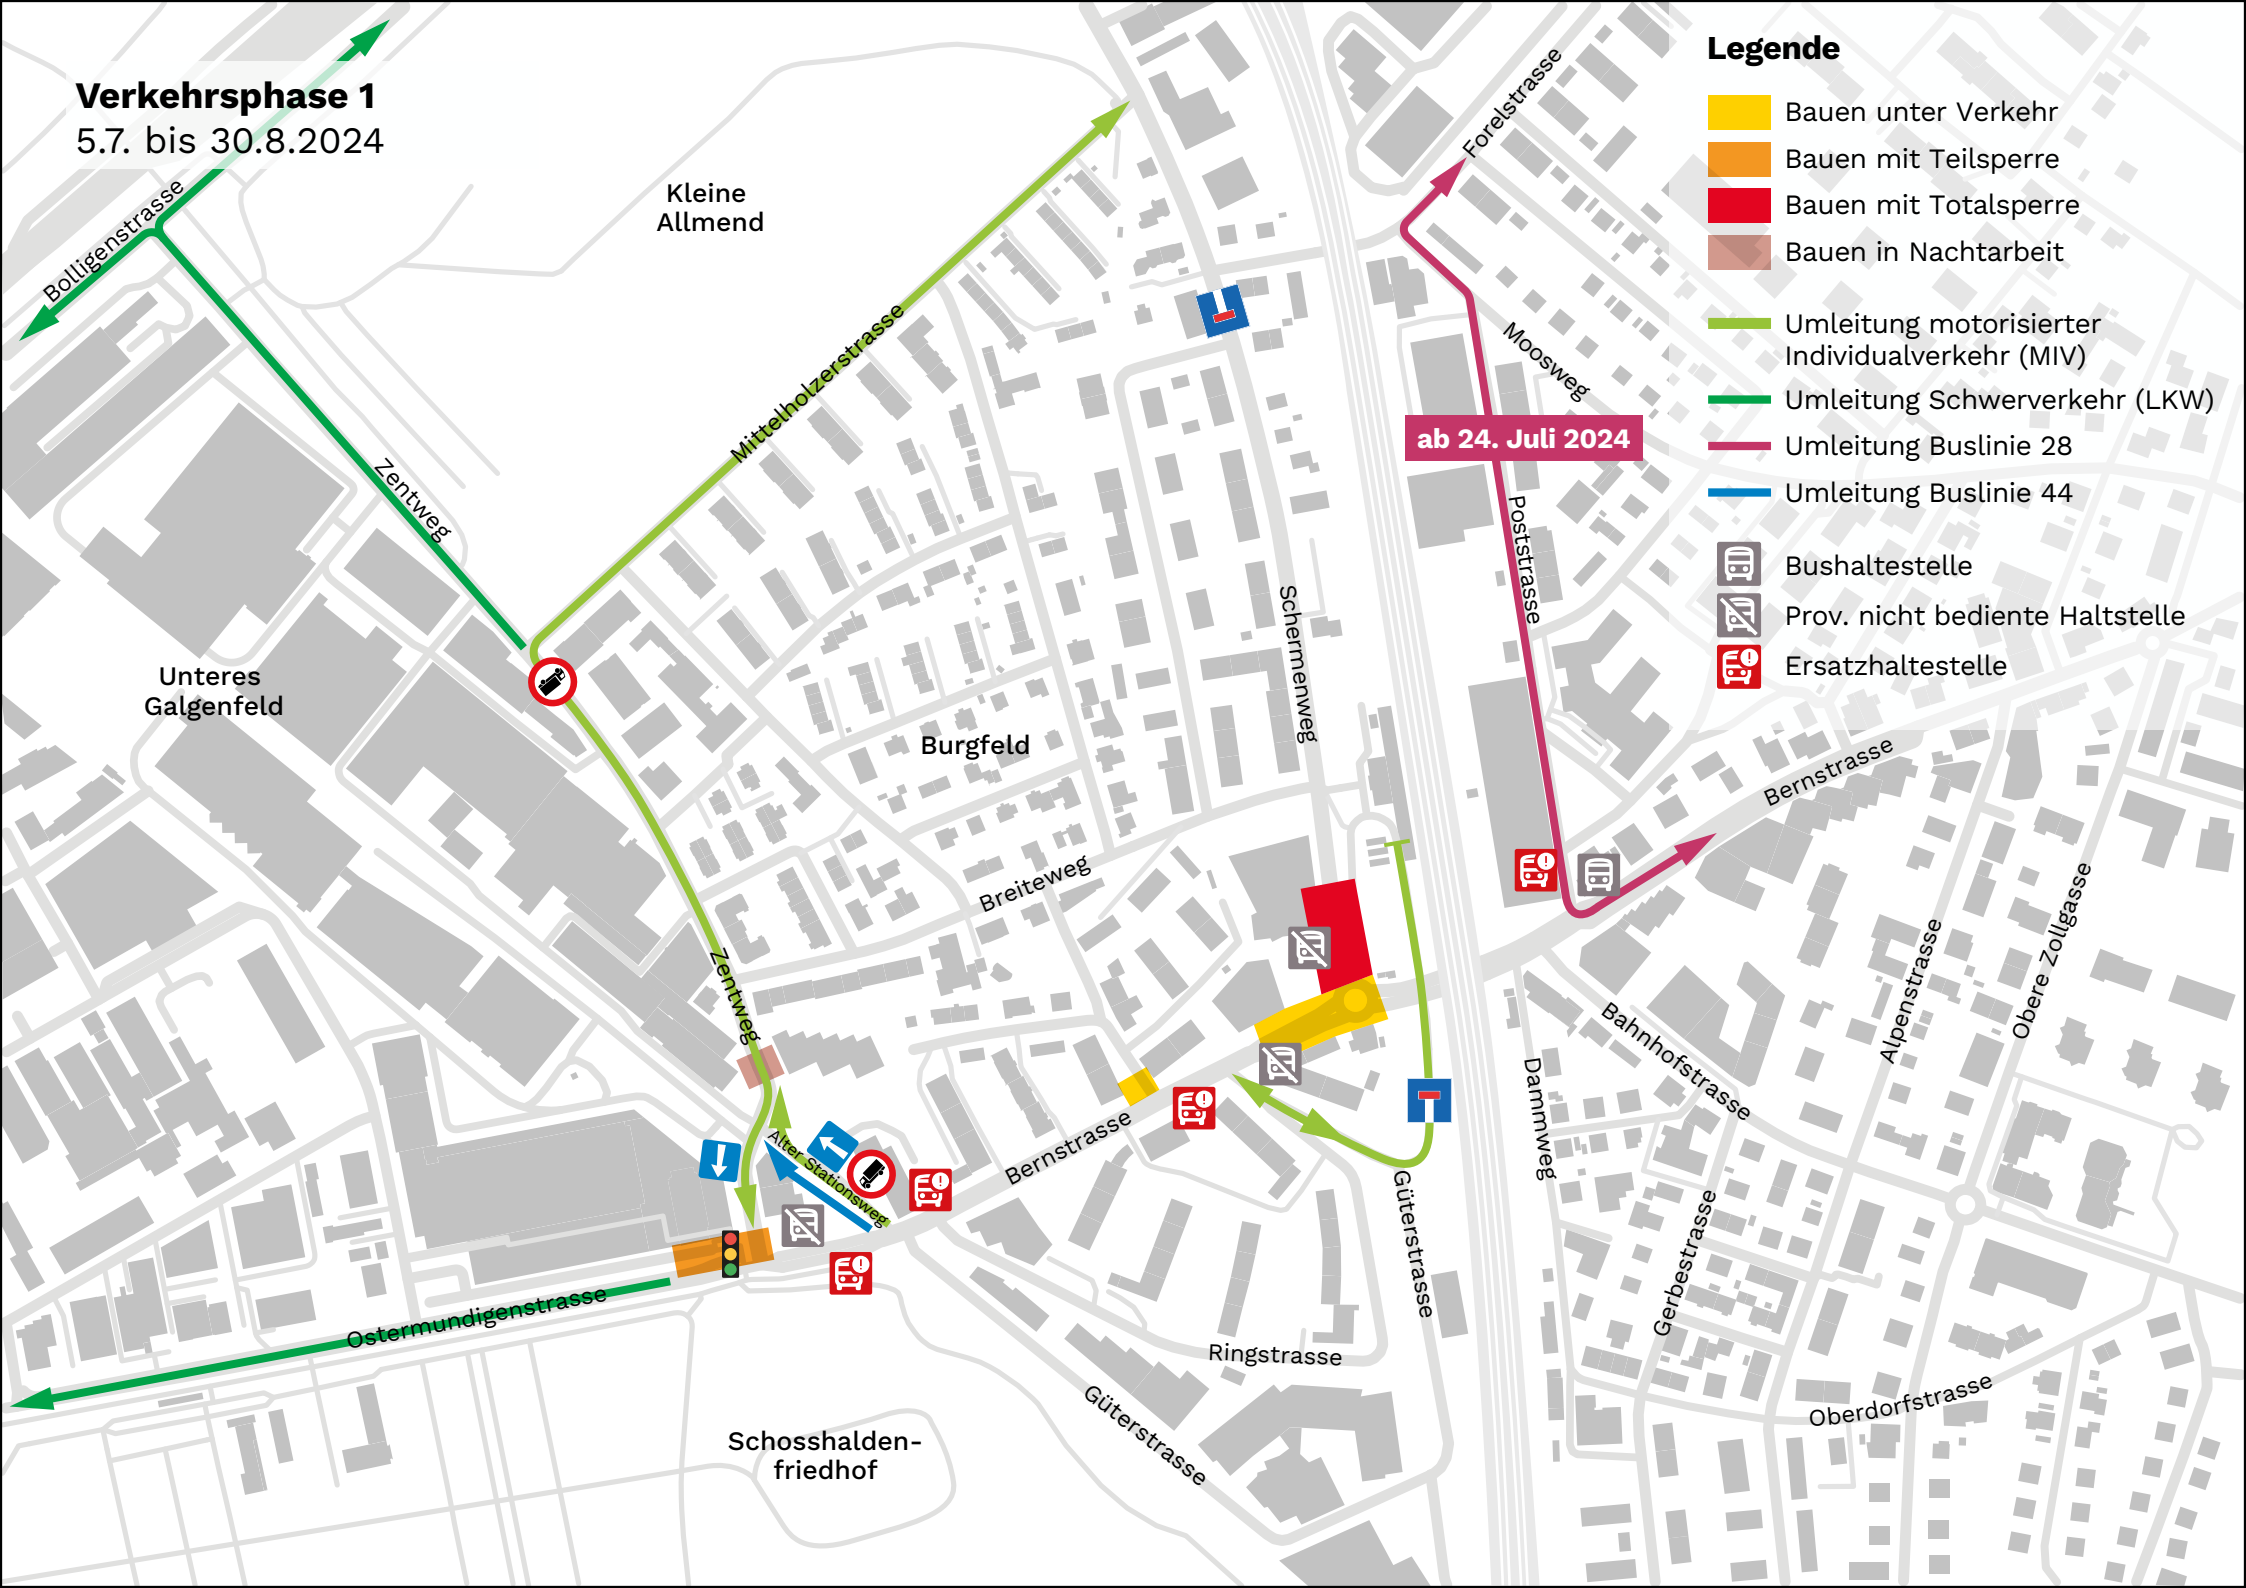 Verkehrsphase 1
5.7. bis 30.8.2024
Legende
Bauen unter Verkehr
Bauen mit Teilsperre
Bauen mit Totalsperre
Bauen in Nachtarbeit
Umleitung motorisierter
Individualverkehr (MIV)
Umleitung Schwerverkehr (LKW)
Umleitung Buslinie 28
Umleitung Buslinie 44
Bushaltestelle
Prov. nicht bediente Haltstelle
Ersatzhaltestelle
Bolligenstrasse
Kleine
Allmend
Forelstrasse
Mittelholzerstrasse
Moosweg
ab 24. Juli 2024
Zentweg
Poststrasse
Schermenweg
Unteres
Galgenfeld
Burgfeld
Bernstrasse
Breiteweg
Zentweg
Alpenstrasse
Obere Zollgasse
Bahnhofstrasse
Dammweg
Bernstrasse
Alter Stationsweg
Güterstrasse
Gerbestrasse
Ostermundigenstrasse
Ringstrasse
Güterstrasse
Oberdorfstrasse
Schosshalden-
friedhof